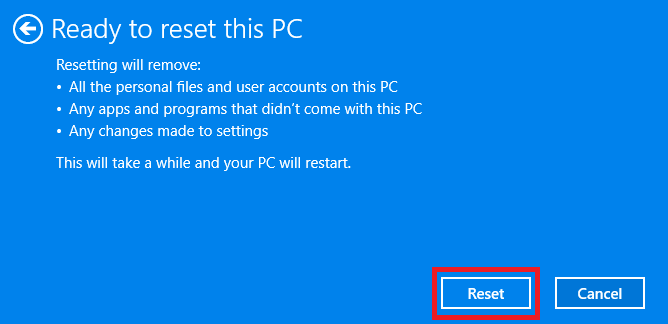 Ready to reset this PC
Resetting will remove:
• All the personal files and user accounts on this PC
• Any apps and programs that didn't come with this PC
• Any changes made to settings
This will take a while and your PC will restart.
Reset
Cancel